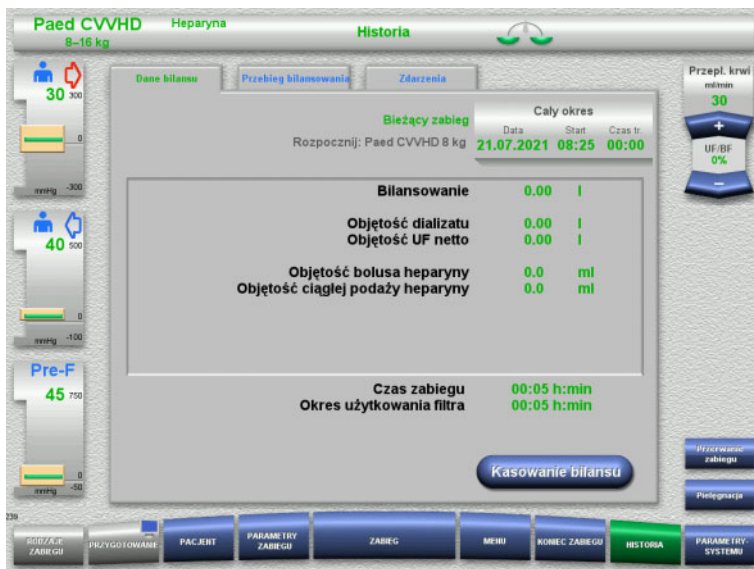 Paed CVVHD Heparyna
8–16 kg
Historia
30 300
0
mmHg -300
40 500
0
mmHg -100
Pre-F
45 750
0
mmHg -50
Dane bilansu Przebieg bilansowania Zdarzenia
Cały okres
Bieżący zabieg
Data Start Czas tr.
Rozpocznij: Paed CVVHD 8 kg 21.07.2021 08:25 00:00
Bilansowanie 0.00 l
Objętość dializatu 0.00 l
Objętość UF netto 0.00 l
Objętość bolusa heparyny 0.0 ml
Objętość ciągłej podaży heparyny 0.0 ml
Czas zabiegu 00:05 h:min
Okres użytkowania filtra 00:05 h:min
Kasowanie bilansu
Przepl. krwi
ml/min
30
+
UF/BF
0%
−
Przerwanie
zabiegu
Pielęgnacja
239
RODZAJE
ZABIEGU
PRZYGOTOWANIE
PACJENT
PARAMETRY
ZABIEGU
ZABIEG
MENU
KONIEC ZABIEGU
HISTORIA
PARAMETRY-
SYSTEMU